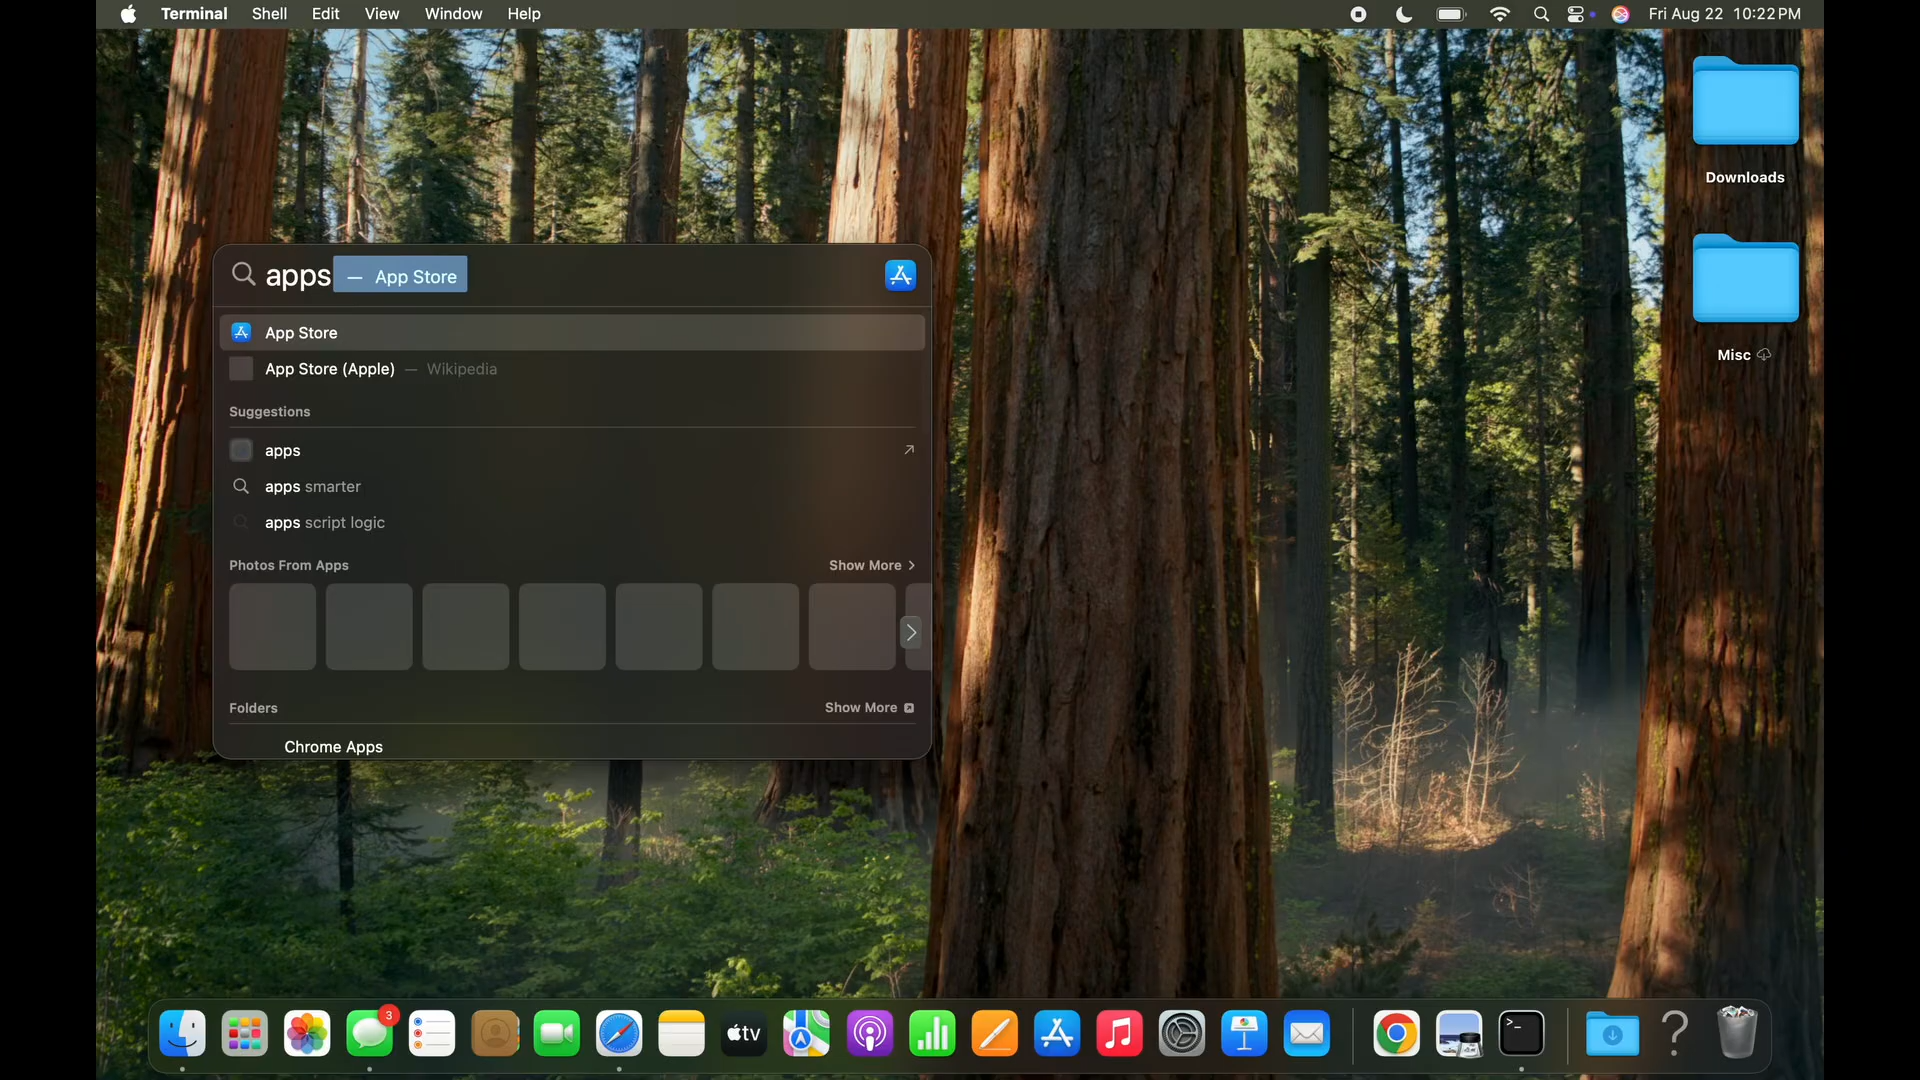 Terminal Shell Edit View Window Help Fri Aug 22 10:22 PM
Downloads
Misc
apps — App Store
App Store
App Store (Apple) — Wikipedia
Suggestions
apps
apps smarter
apps script logic
Photos From Apps Show More >
Folders Show More
Chrome Apps
3
tv
>_